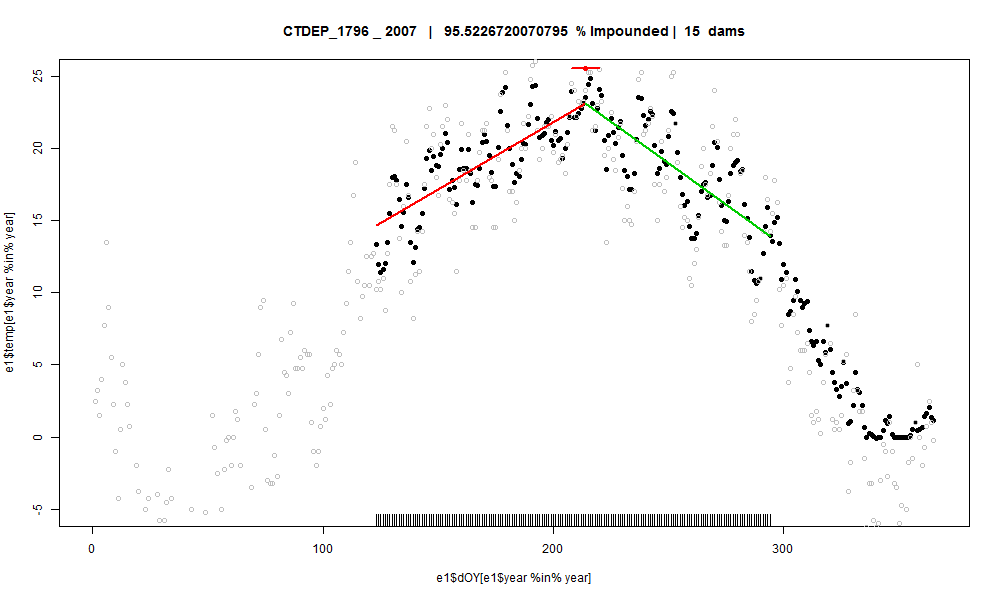 CTDEP_1796 _ 2007 | 95.5226720070795 % Impounded | 15 dams
25
20
15
10
5
0
-5
e1$temp[e1$year %in% year]
0 100 200 300
e1$dOY[e1$year %in% year]